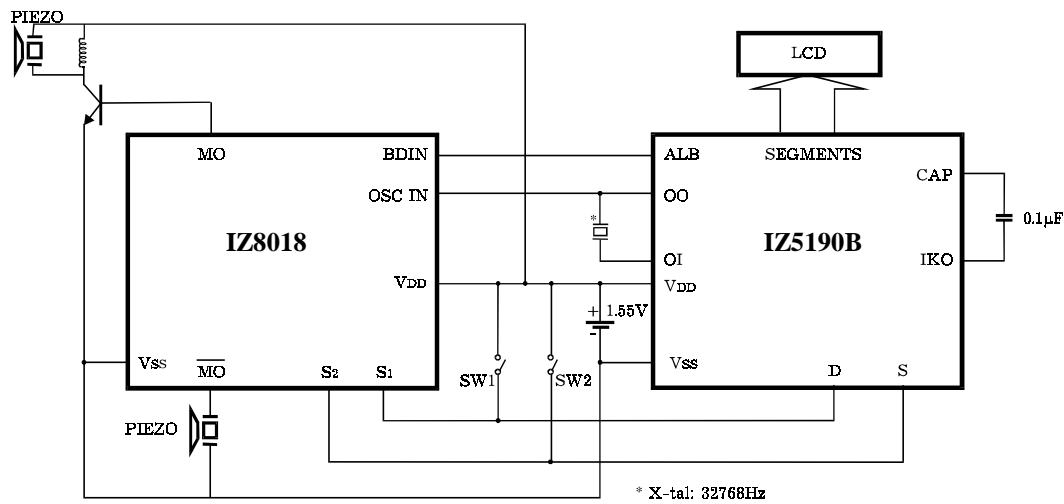 PIEZO
LCD
MO
BDIN
ALB
SEGMENTS
CAP
OSC IN
OO
*
0.1µF
IZ8018
IZ5190B
OI
IKO
VDD
VDD
+ 1.55V
-
VSS
MO
S2
S1
SW1
SW2
VSS
D
S
PIEZO
* X-tal: 32768Hz